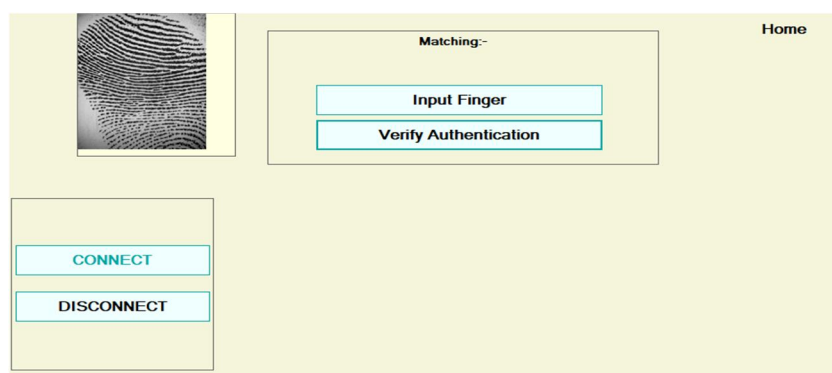 Home
Matching:-
Input Finger
Verify Authentication
CONNECT
DISCONNECT